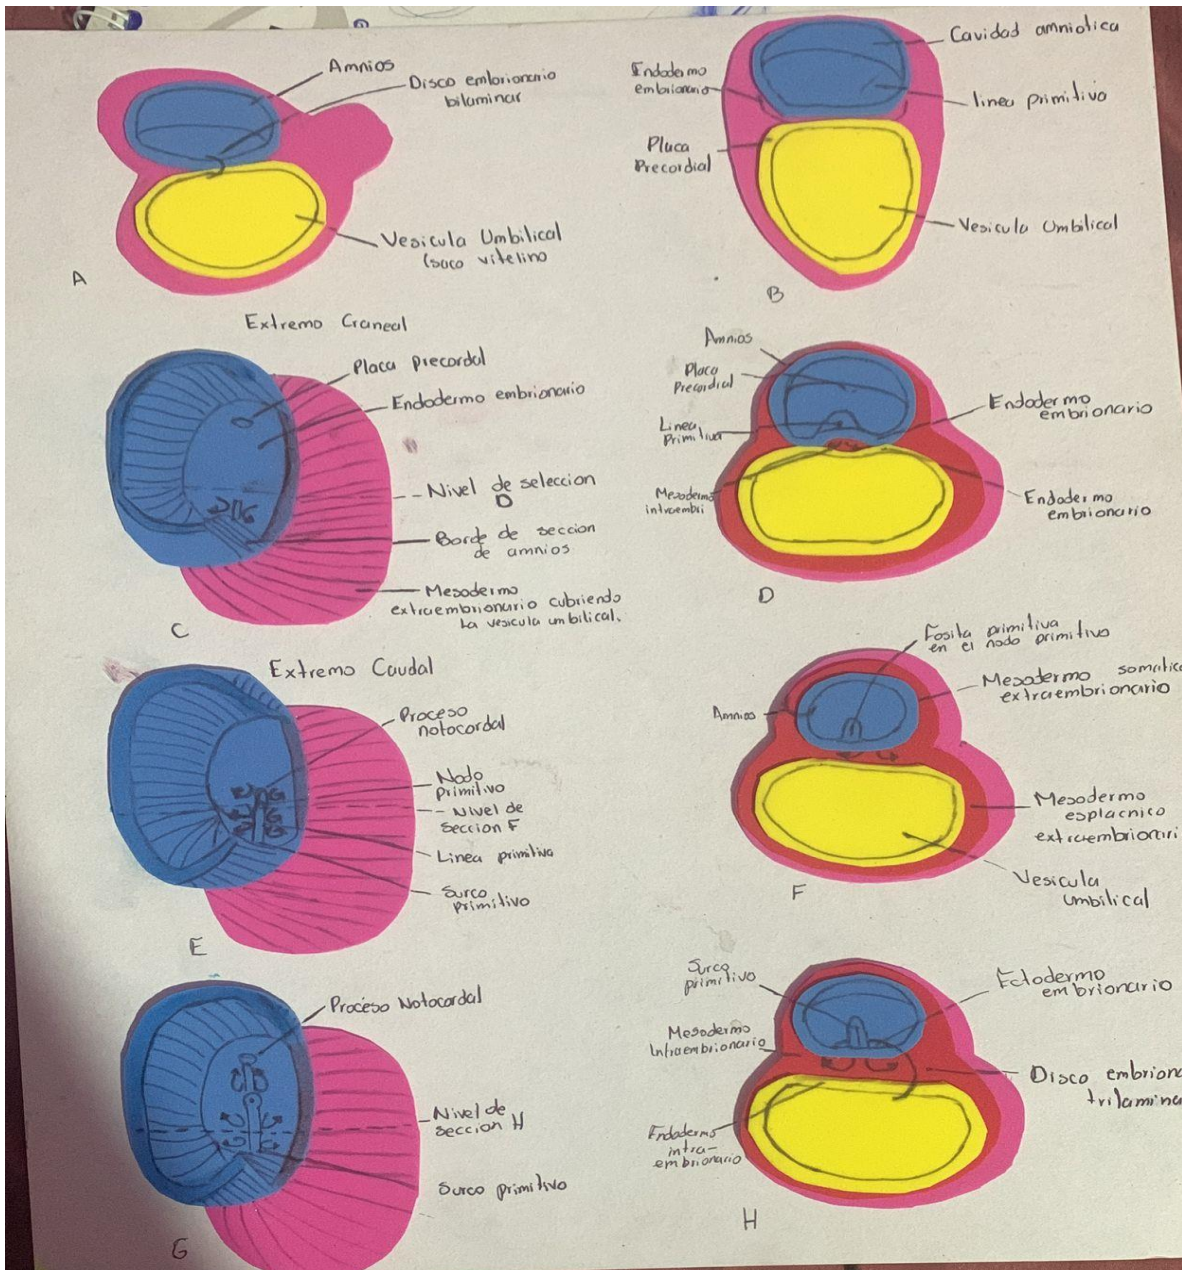 Amnios
Disco embrionario
bilaminar
Vesicula Umbilical
(saco vitelino
A
Cavidad amniotica
Endodermo
embrionario
linea primitiva
Placa
Precordial
Vesicula Umbilical
B
Extremo Craneal
Placa precordal
Endodermo embrionario
Nivel de seleccion
D
Borde de seccion
de amnios
Mesodermo
extraembrionario cubriendo
la vesicula umbilical.
C
Amnios
Placa
Precordial
Linea
Primitiva
Endodermo
embrionario
Mesodermo
intraembri
Endodermo
embrionario
D
Extremo Caudal
Proceso
notocordal
Nodo
primitivo
Nivel de
seccion F
Linea primitiva
Surco
primitivo
E
Fosita primitiva
en el nodo primitivo
Mesodermo somatico
extraembrionario
Amnios
Mesodermo
esplacnico
extraembrionari
Vesicula
umbilical
F
Proceso Notocordal
Nivel de
seccion H
Surco primitivo
G
Surco
primitivo
Ectodermo
embrionario
Mesodermo
Intraembrionario
Disco embriona
trilamina
Endodermo
intra-
embrionario
H